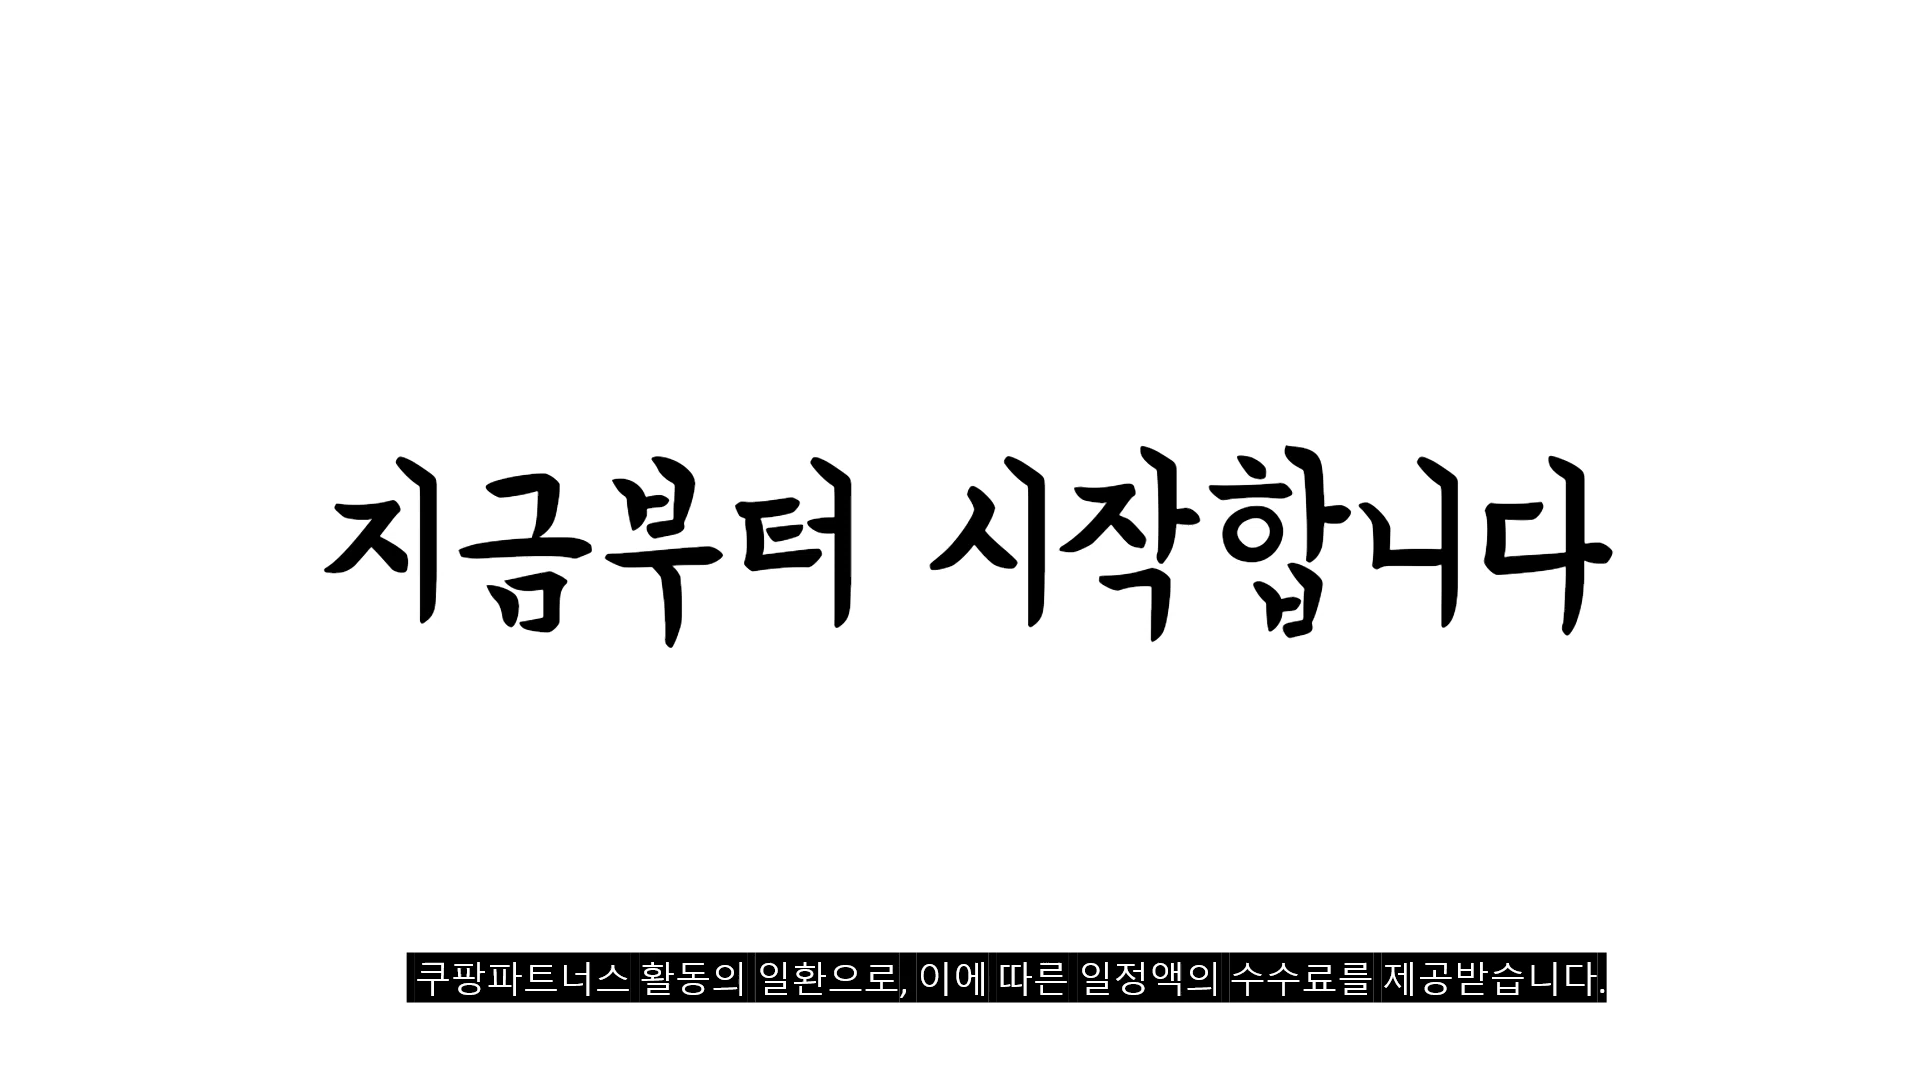 지금부터 시작합니다
쿠팡파트너스 활동의 일환으로, 이에 따른 일정액의 수수료를 제공받습니다.